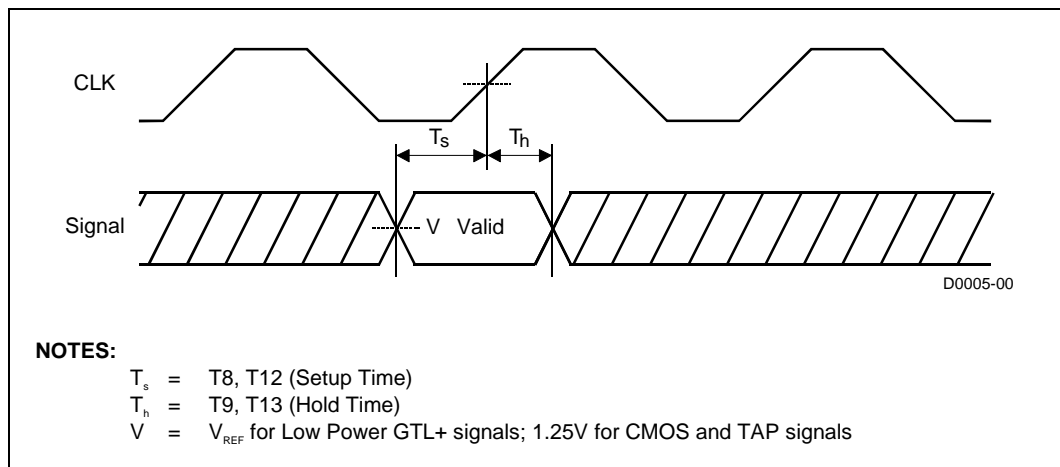 CLK
Ts Th
Signal
V Valid
D0005-00
NOTES:
Ts = T8, T12 (Setup Time)
Th = T9, T13 (Hold Time)
V = VREF for Low Power GTL+ signals; 1.25V for CMOS and TAP signals